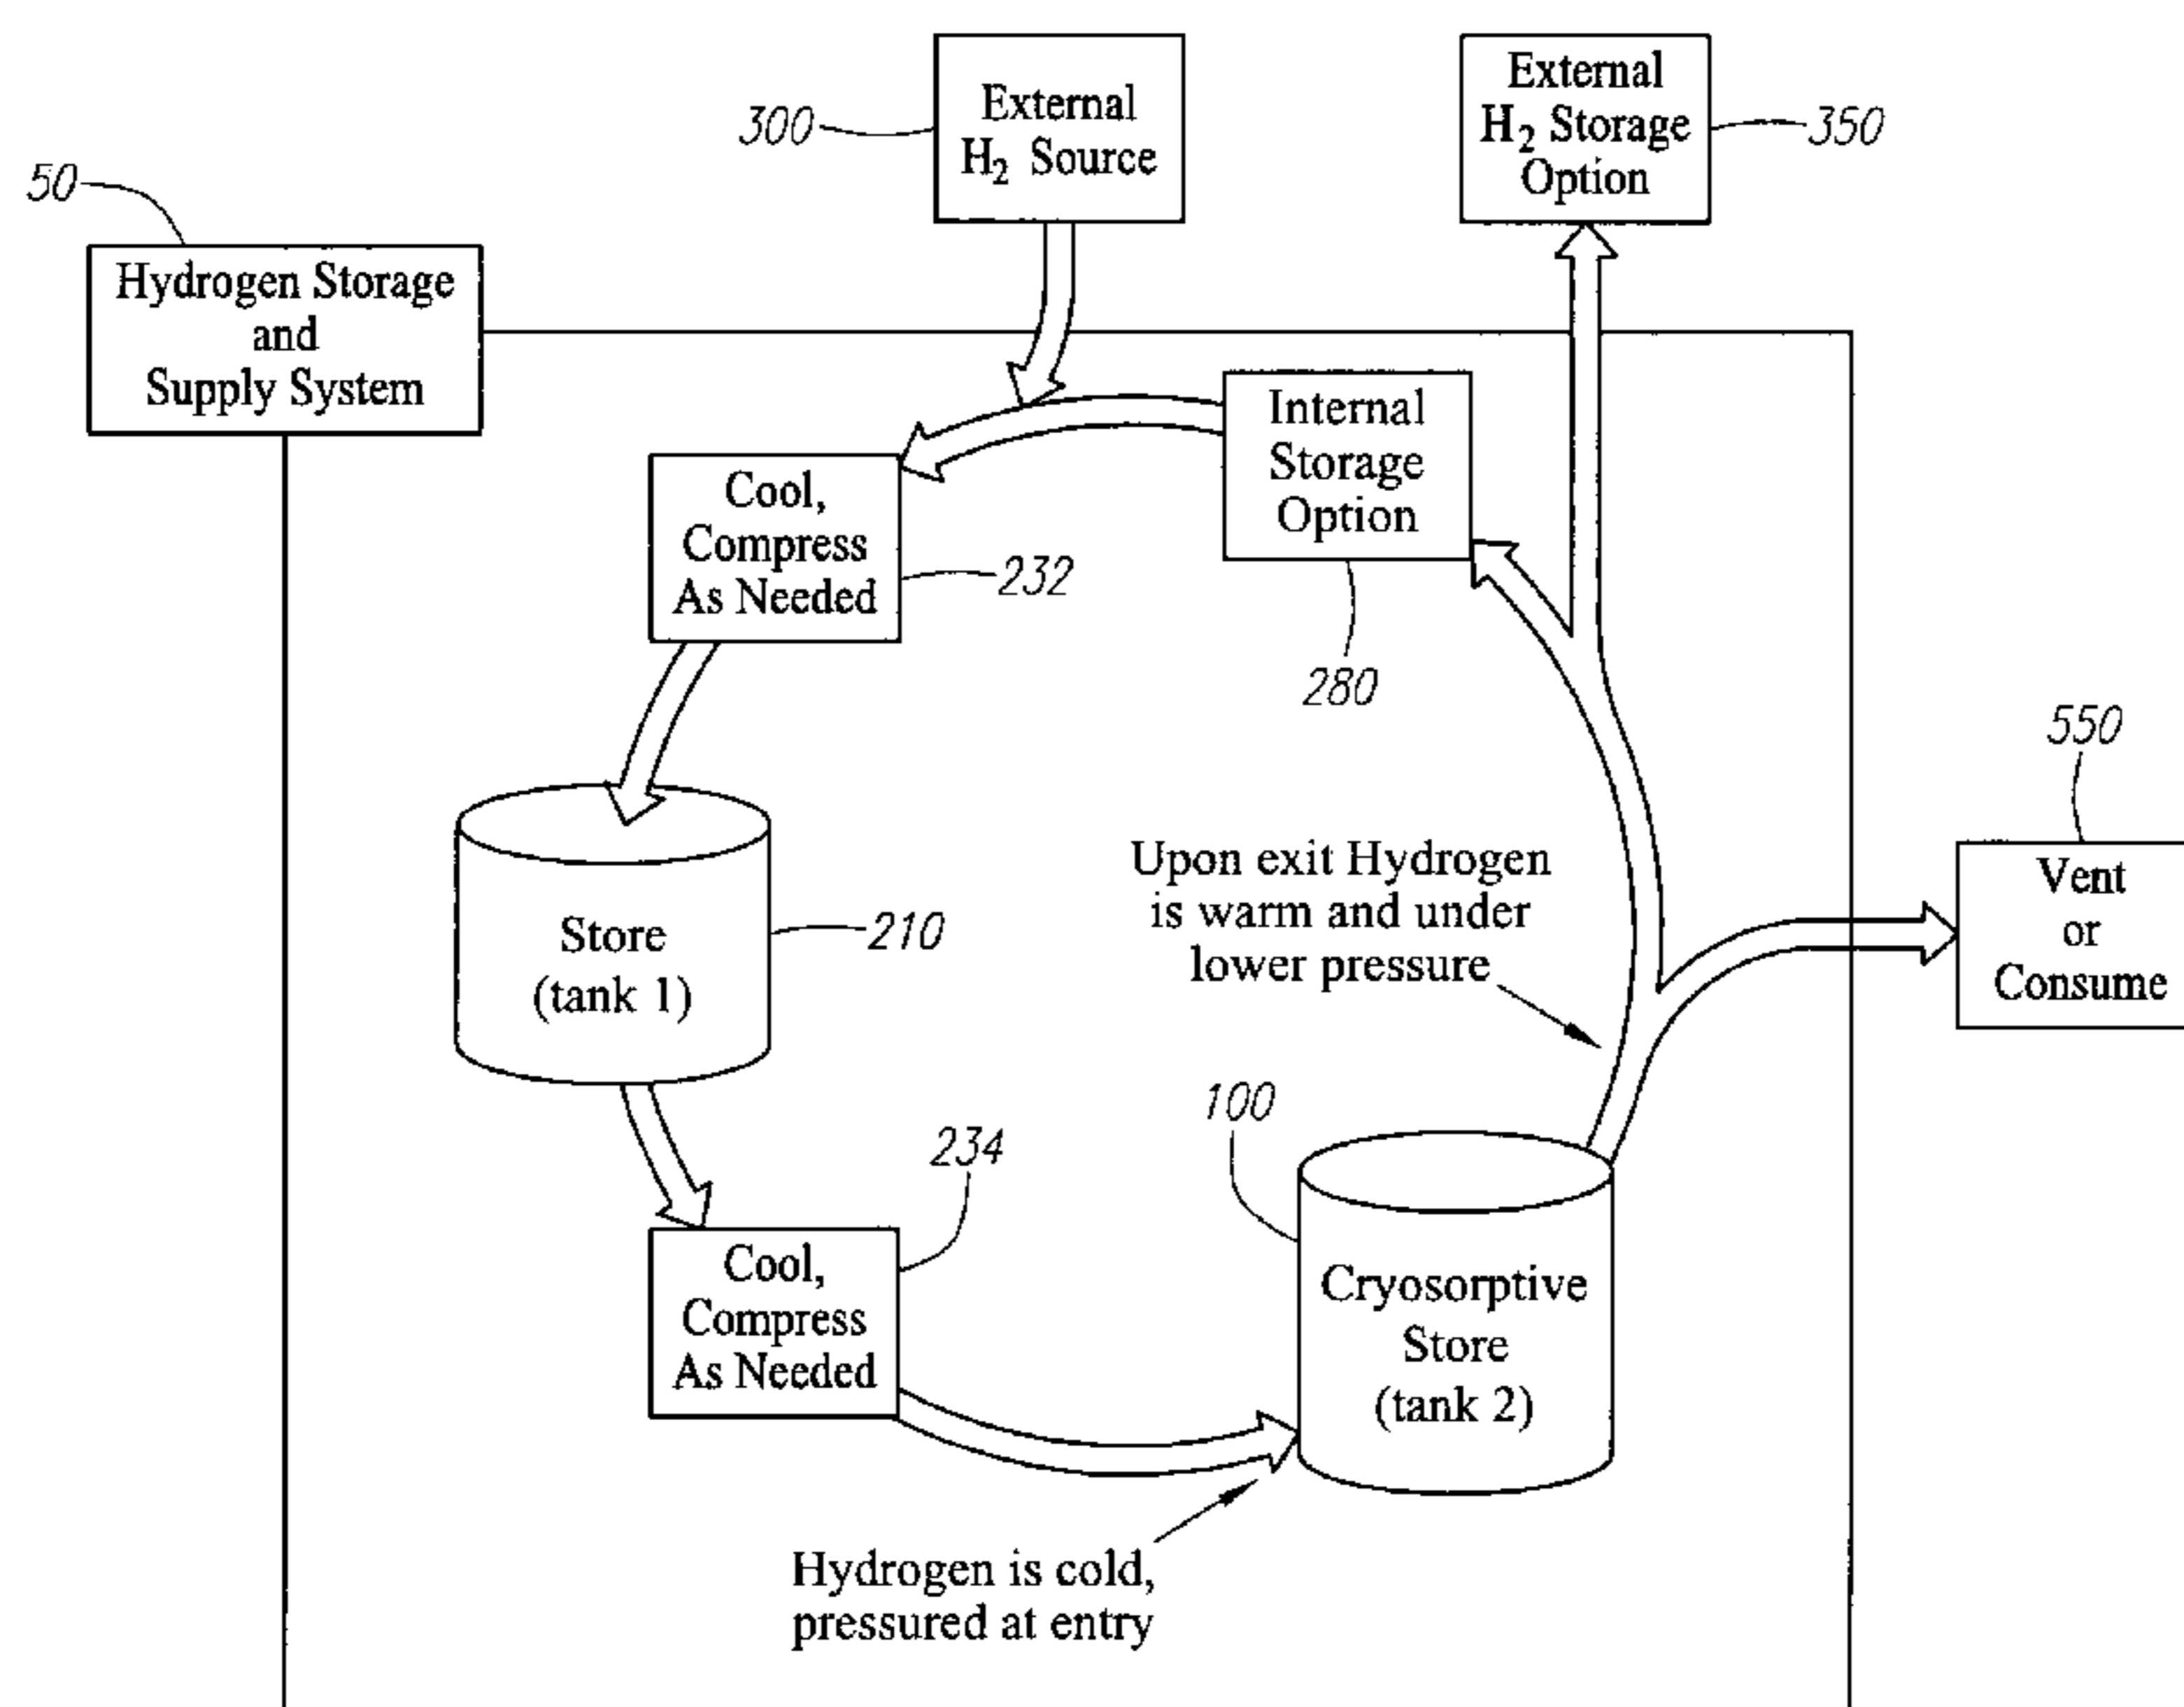 300
External
H2 Source
External
H2 Storage
Option
350
50
Hydrogen Storage
and
Supply System
Internal
Storage
Option
280
Cool,
Compress
As Needed
232
550
Vent
or
Consume
Upon exit Hydrogen
is warm and under
lower pressure
Store
(tank 1)
210
100
Cryosorptive
Store
(tank 2)
234
Cool,
Compress
As Needed
Hydrogen is cold,
pressured at entry